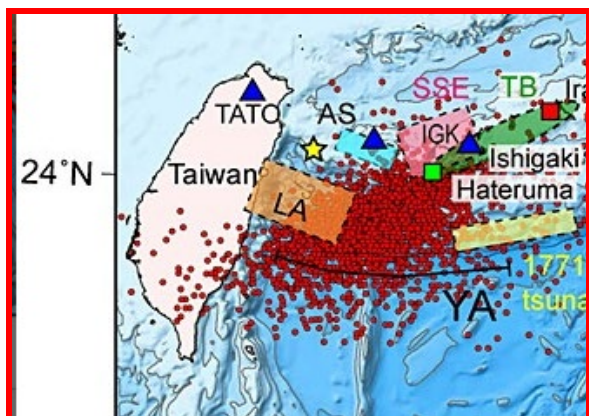 SSE
TB
TATO
AS
IGK
Ira
24°N
Taiwan
Ishigaki
Hateruma
LA
1771
tsuna
YA